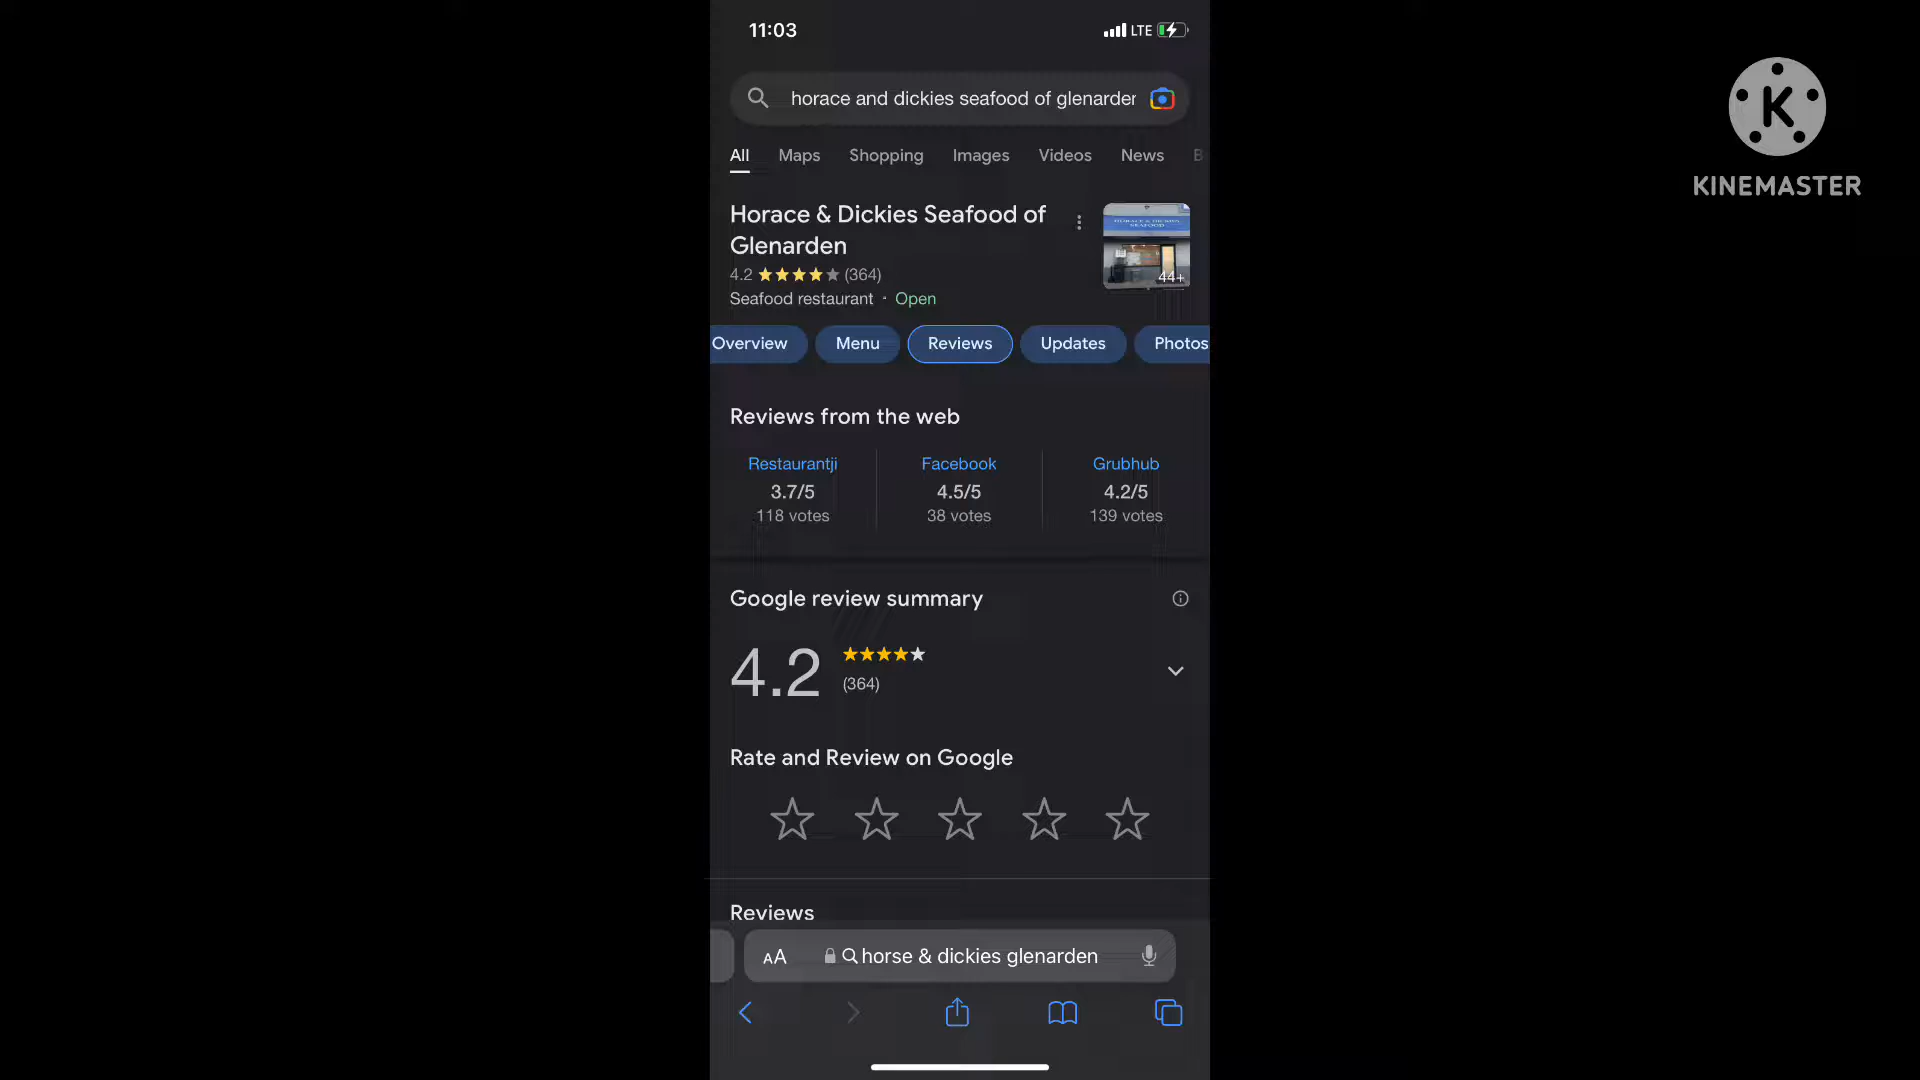 11:03
LTE
horace and dickies seafood of glenarden
All Maps Shopping Images Videos News
Horace & Dickies Seafood of
Glenarden
4.2 (364)
Seafood restaurant · Open
44+
Overview Menu Reviews Updates Photos
Reviews from the web
Restaurantji Facebook Grubhub
3.7/5 4.5/5 4.2/5
118 votes 38 votes 139 votes
Google review summary
4.2
(364)
Rate and Review on Google
Reviews
AA horse & dickies glenarden
K
KINEMASTER